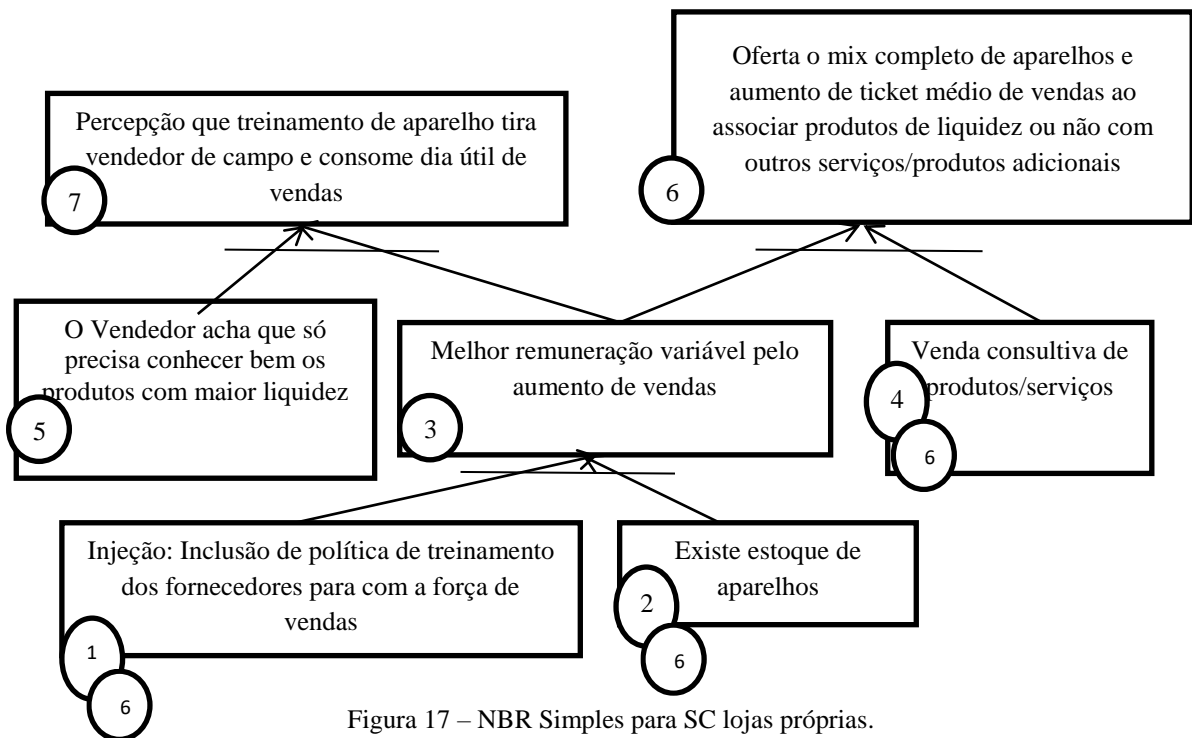 Oferta o mix completo de aparelhos e
aumento de ticket médio de vendas ao
associar produtos de liquidez ou não com
outros serviços/produtos adicionais
6
Percepção que treinamento de aparelho tira
vendedor de campo e consome dia útil de
vendas
7
O Vendedor acha que só
precisa conhecer bem os
produtos com maior liquidez
5
Melhor remuneração variável pelo
aumento de vendas
3
Venda consultiva de
produtos/serviços
4
6
Injeção: Inclusão de política de treinamento
dos fornecedores para com a força de
vendas
1
6
Existe estoque de
aparelhos
2
6
Figura 17 – NBR Simples para SC lojas próprias.